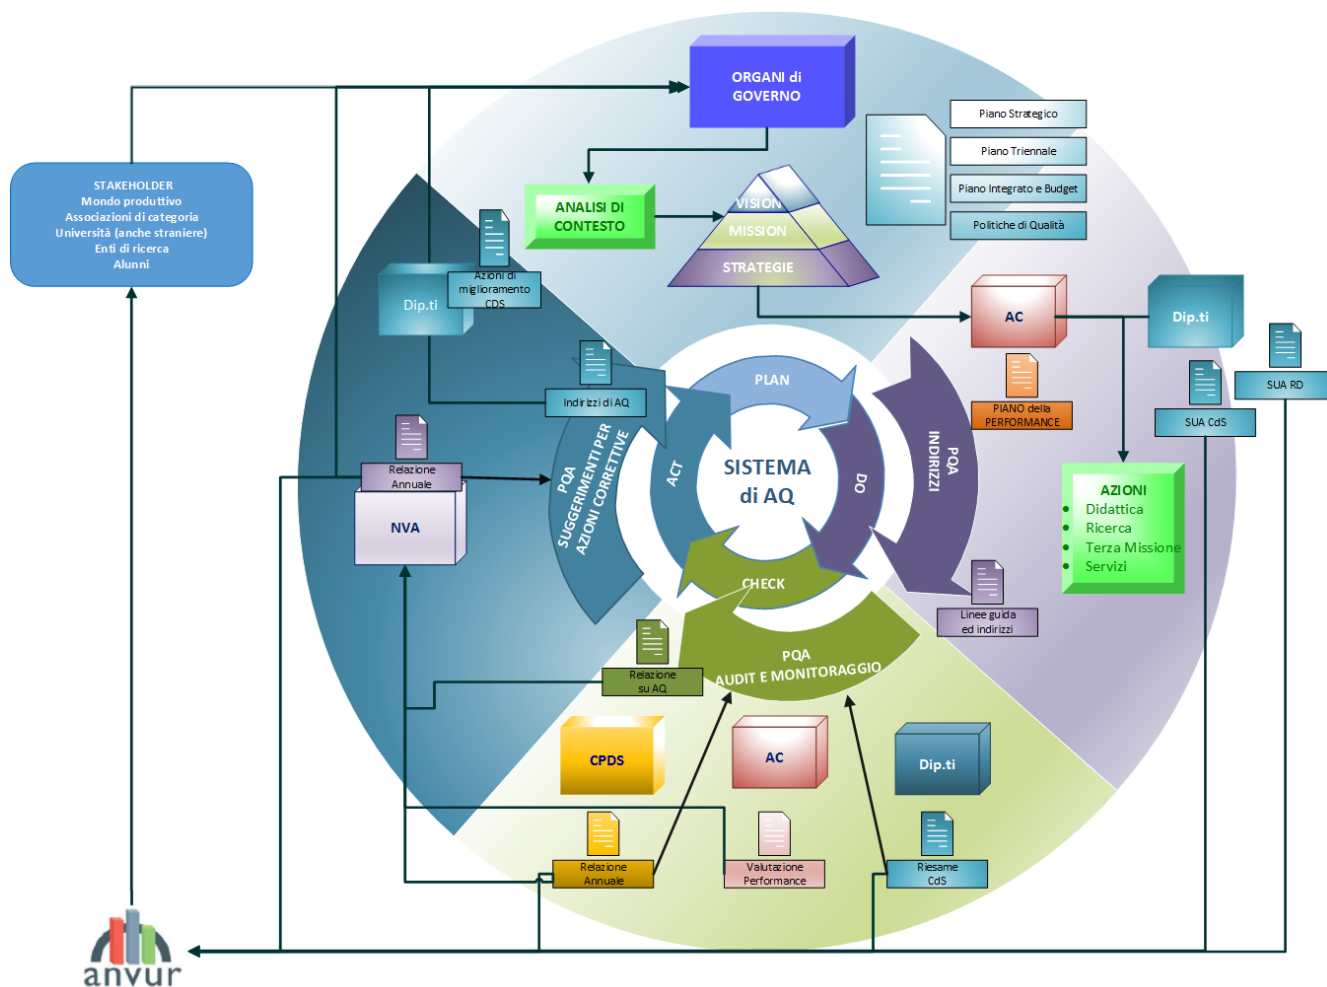 ORGANI di
GOVERNO
Piano Strategico
Piano Triennale
Piano Integrato e Budget
Politiche di Qualità
STAKEHOLDER
Mondo produttivo
Associazioni di categoria
Università (anche straniere)
Enti di ricerca
Alunni
ANALISI DI
CONTESTO
VISION
MISSION
STRATEGIE
Azioni di
miglioramento
CDS
Dip.ti
AC
Dip.ti
PIANO della
PERFORMANCE
SUA RD
SUA CdS
Indirizzi di AQ
PLAN
DO
CHECK
ACT
SISTEMA
di AQ
PQA
INDIRIZZI
PQA
SUGGERIMENTI PER
AZIONI CORRETTIVE
Relazione
Annuale
NVA
AZIONI
• Didattica
• Ricerca
• Terza Missione
• Servizi
Linee guida
ed indirizzi
PQA
AUDIT E MONITORAGGIO
Relazione
su AQ
CPDS
AC
Dip.ti
Relazione
Annuale
Valutazione
Performance
Riesame
CdS
anvur